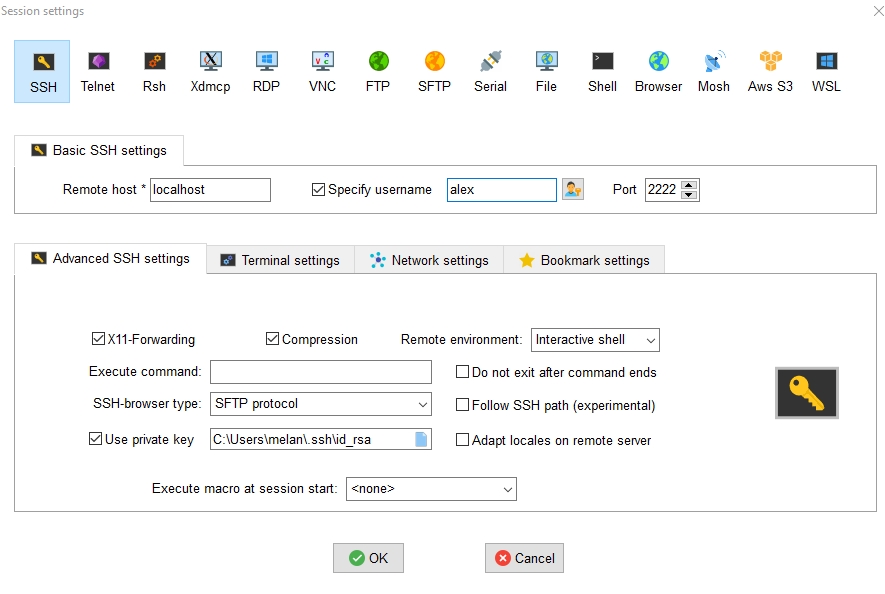 Session settings
SSH Telnet Rsh Xdmcp RDP VNC FTP SFTP Serial File Shell Browser Mosh Aws S3 WSL
Basic SSH settings
Remote host * localhost Specify username alex Port 2222
Advanced SSH settings Terminal settings Network settings Bookmark settings
X11-Forwarding Compression Remote environment: Interactive shell
Execute command: Do not exit after command ends
SSH-browser type: SFTP protocol Follow SSH path (experimental)
Use private key C:\Users\melan\.ssh\id_rsa Adapt locales on remote server
Execute macro at session start: <none>
OK Cancel